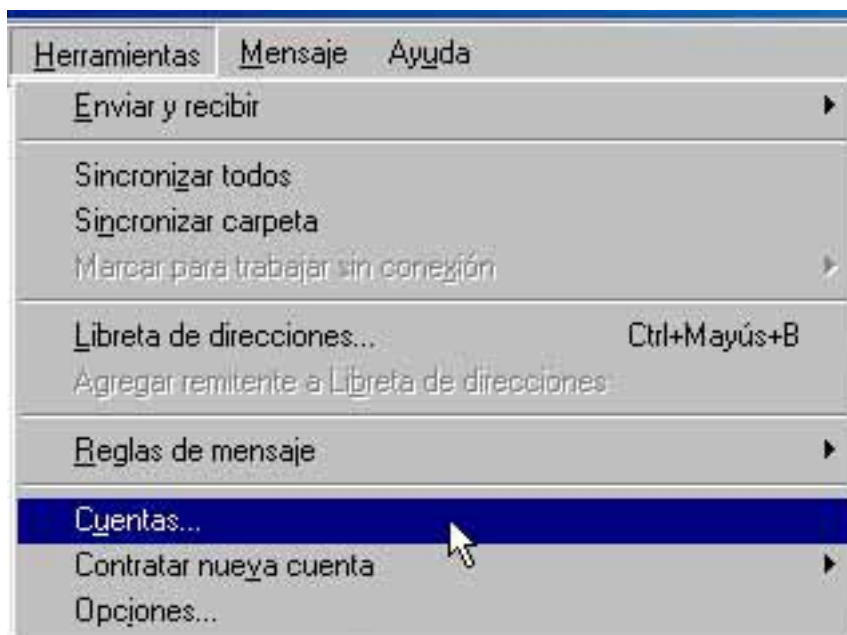 Herramientas Mensaje Ayuda
Enviar y recibir
Sincronizar todos
Sincronizar carpeta
Marcar para trabajar sin conexión
Libreta de direcciones... Ctrl+Mayús+B
Agregar remitente a Libreta de direcciones
Reglas de mensaje
Cuentas...
Contratar nueva cuenta
Opciones...